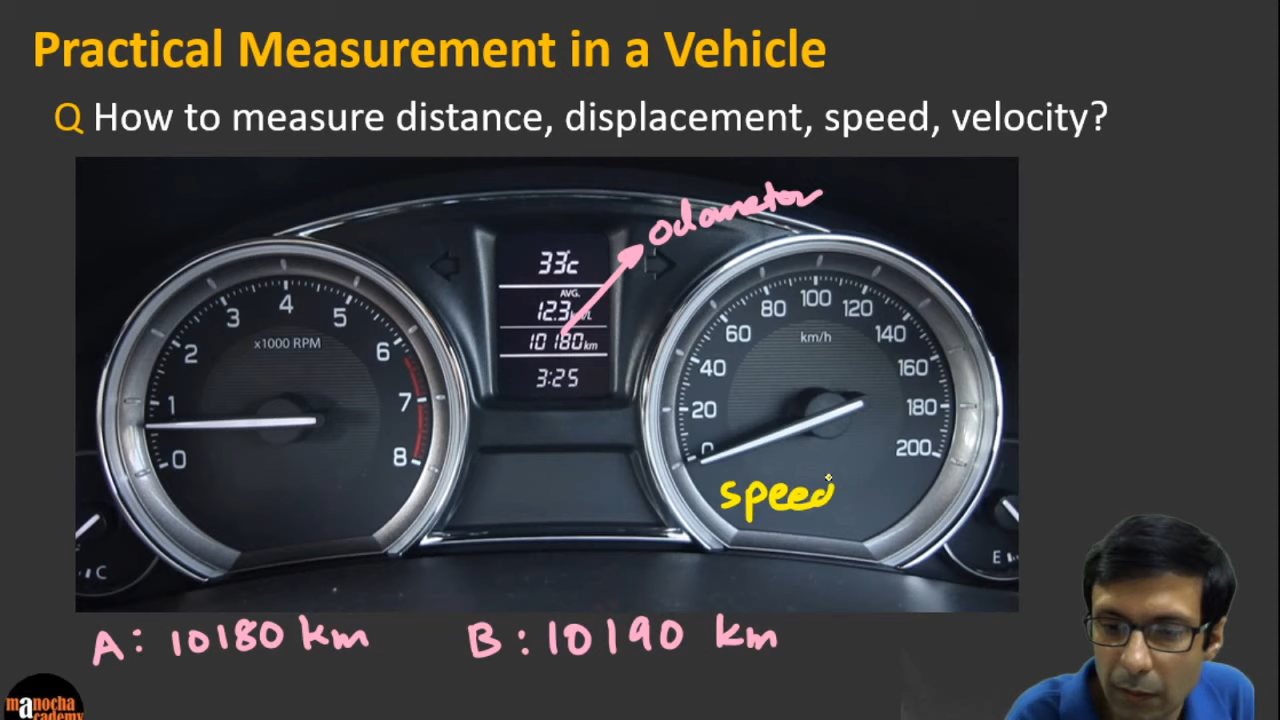 Practical Measurement in a Vehicle
Q How to measure distance, displacement, speed, velocity?
odometor
33°c
AVG.
12.3
10180km
3:25
0
1
2
3
4
5
6
7
8
x1000 RPM
0
20
40
60
80
100
120
140
160
180
200
km/h
speed
C
E
A: 10180 km B: 10190 km
manocha
academy